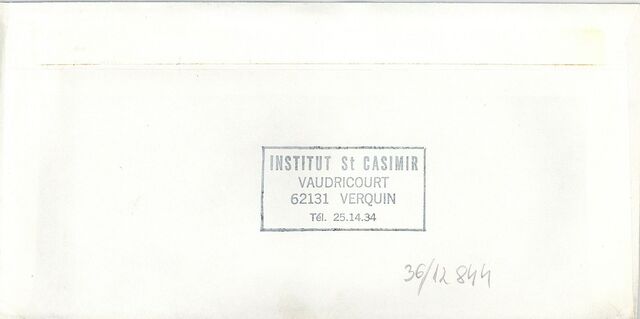 INSTITUT St CASIMIR
VAUDRICOURT
62131 VERQUIN
Tél. 25.14.34
36/12 844